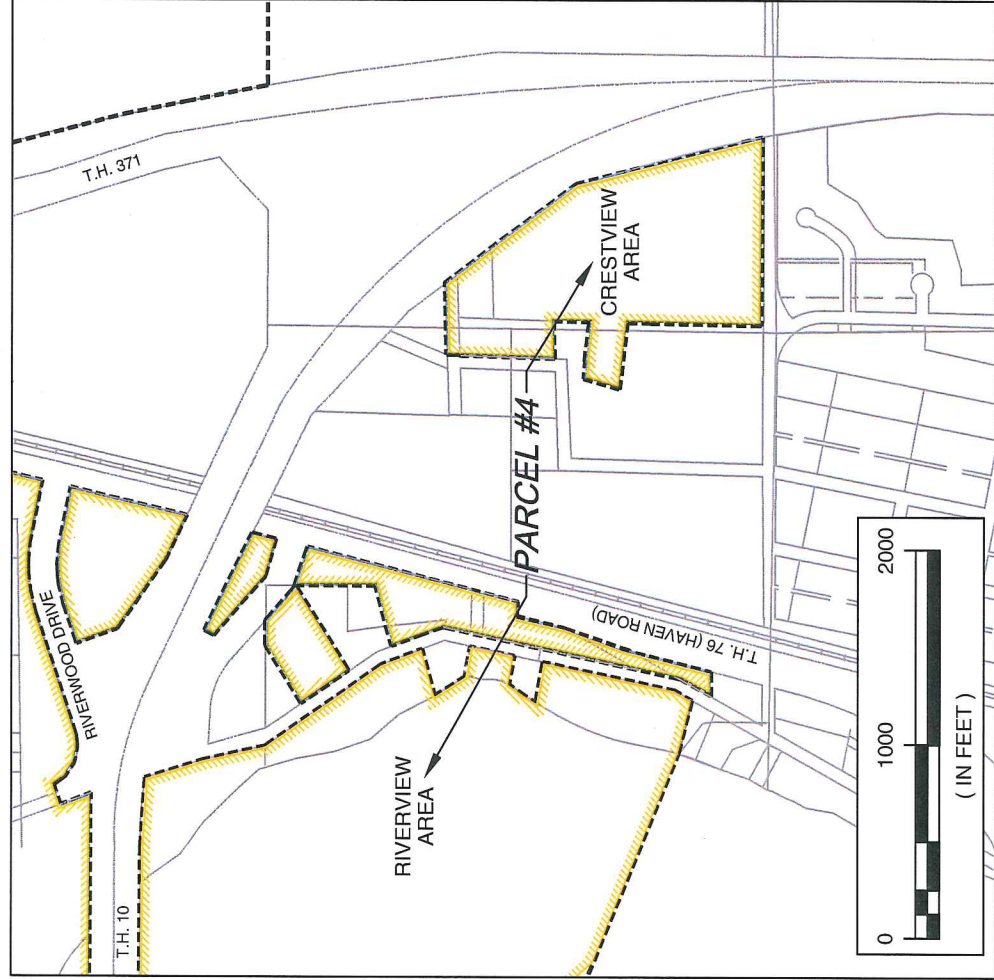 T.H. 371
RIVERWOOD DRIVE
T.H. 10
CRESTVIEW
AREA
PARCEL #4
T.H. 76 (HAVEN ROAD)
RIVERVIEW
AREA
0
1000
2000
( IN FEET )